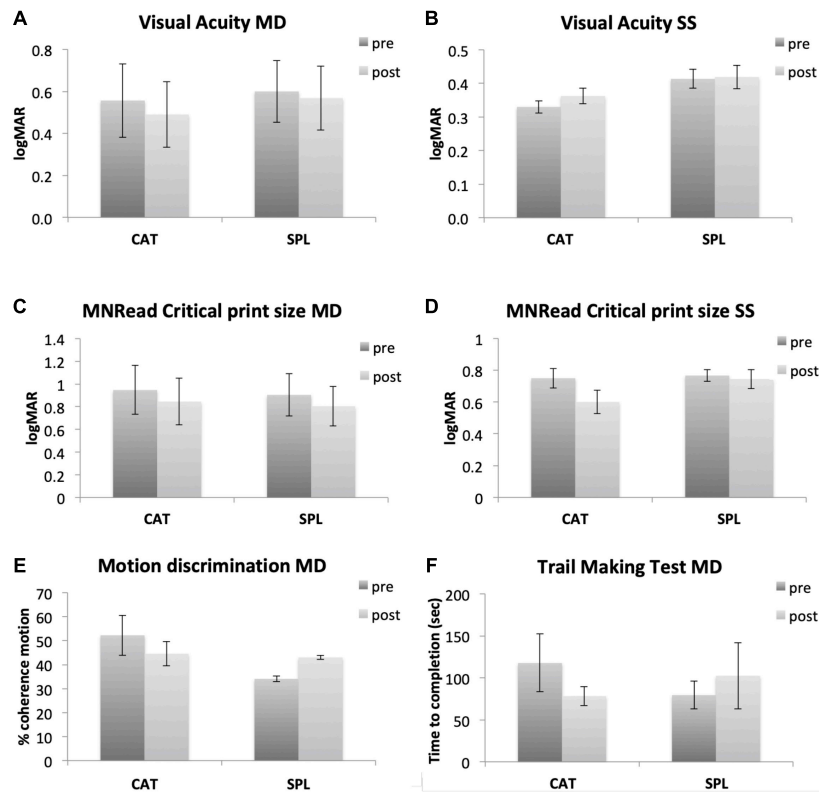 A
Visual Acuity MD
pre
post
0.8
0.6
0.4
0.2
0.0
logMAR
CAT SPL
B
Visual Acuity SS
pre
post
0.5
0.4
0.3
0.2
0.1
0.0
logMAR
CAT SPL
C
MNRead Critical print size MD
pre
post
1.4
1.2
1
0.8
0.6
0.4
0.2
0
logMAR
CAT SPL
D
MNRead Critical print size SS
pre
post
1
0.8
0.6
0.4
0.2
0
logMAR
CAT SPL
E
Motion discrimination MD
pre
post
70
60
50
40
30
20
10
0
% coherence motion
CAT SPL
F
Trail Making Test MD
pre
post
200
150
100
50
0
Time to completion (sec)
CAT SPL